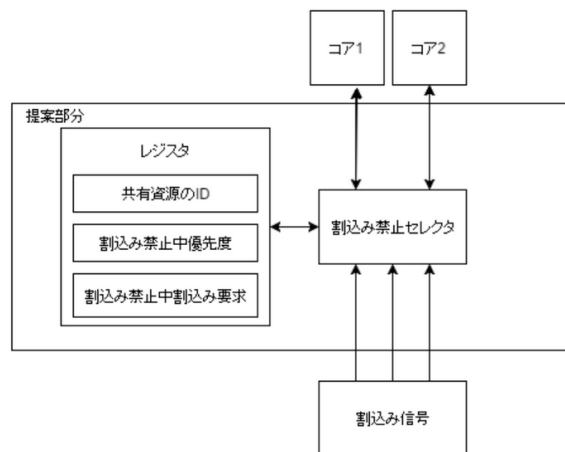 コア1
コア2
提案部分
レジスタ
共有資源のID
割込み禁止中優先度
割込み禁止中割込み要求
割込み禁止セレクタ
割込み信号